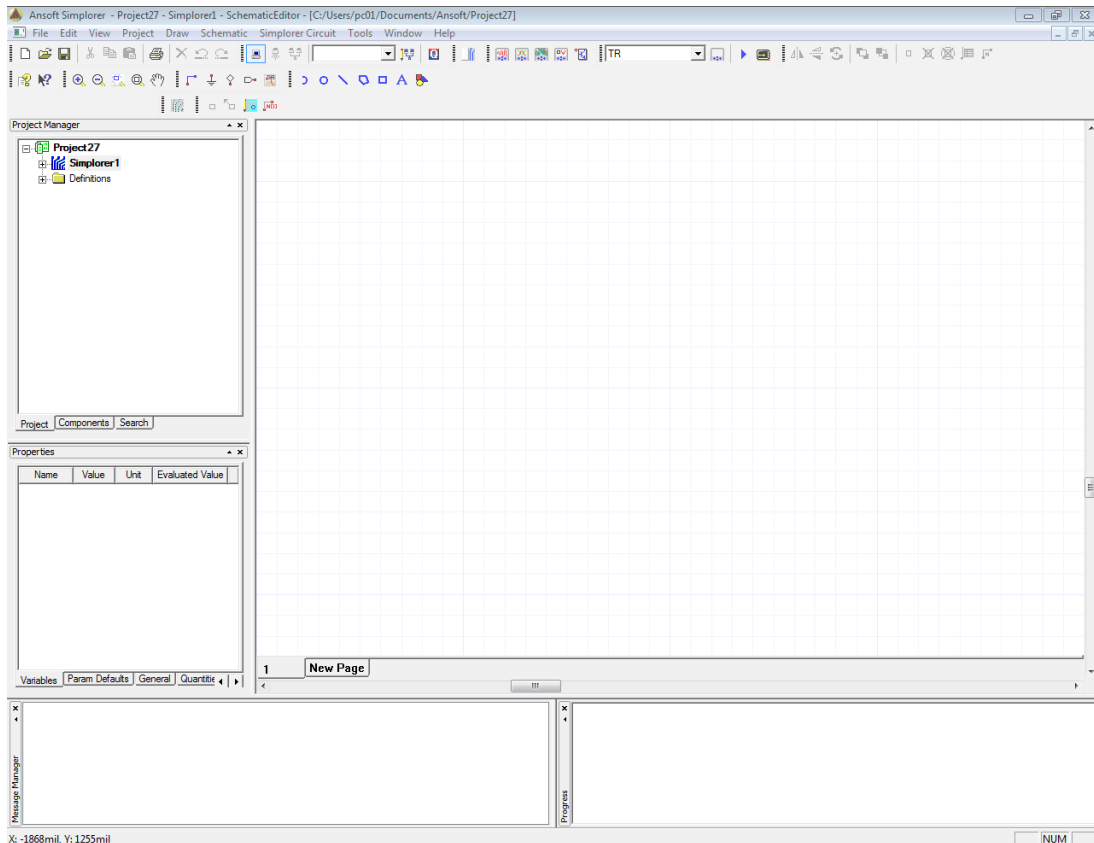 Ansoft Simplorer - Project27 - Simplorer1 - SchematicEditor - [C:/Users/pc01/Documents/Ansoft/Project27]
File Edit View Project Draw Schematic Simplorer Circuit Tools Window Help
TR
Project Manager
Project27
Simplorer1
Definitions
Project Components Search
Properties
Name Value Unit Evaluated Value
Variables Param Defaults General Quantitie
1 New Page
Message Manager
Progress
X: -1868mil, Y: 1255mil
NUM